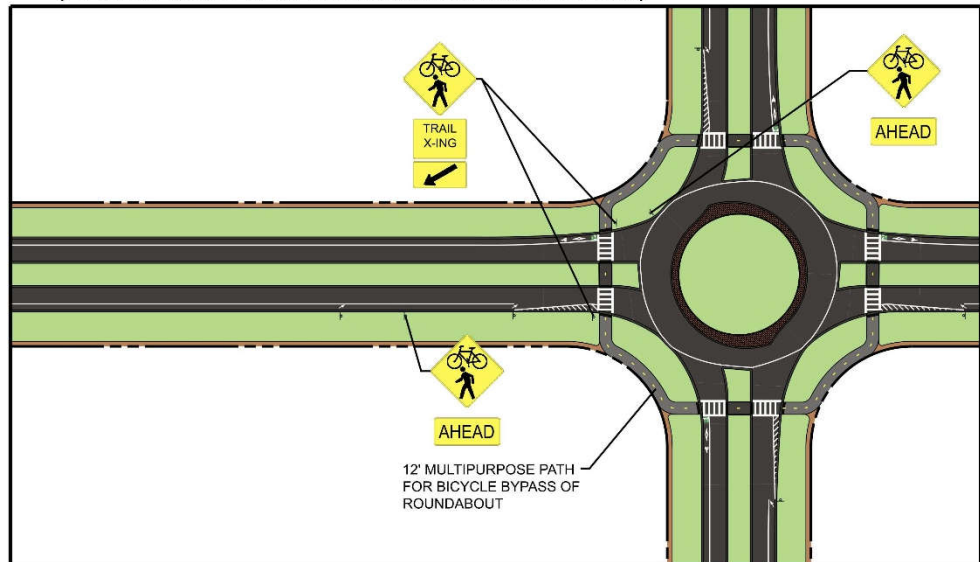 TRAIL
X-ING
AHEAD
AHEAD
12' MULTIPURPOSE PATH
FOR BICYCLE BYPASS OF
ROUNDABOUT